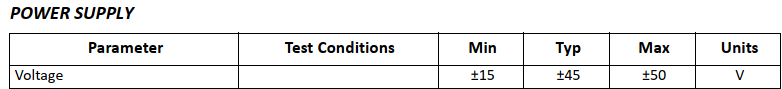 POWER SUPPLY
Parameter Test Conditions Min Typ Max Units
Voltage ±15 ±45 ±50 V